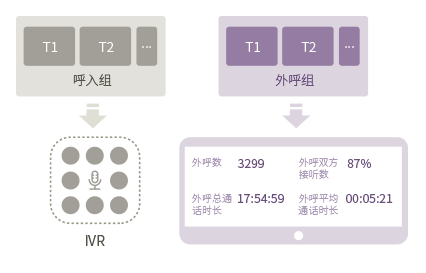 T1 T2 ...
呼入组
T1 T2 ...
外呼组
外呼数 3299
外呼双方
接听数 87%
外呼总通
话时长 17:54:59
外呼平均
通话时长 00:05:21
IVR